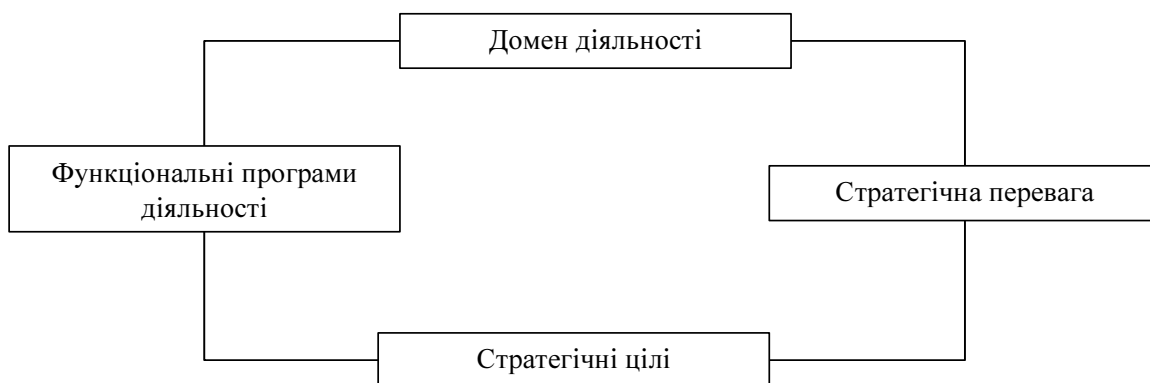 Домен діяльності
Функціональні програми
діяльності
Стратегічна перевага
Стратегічні цілі